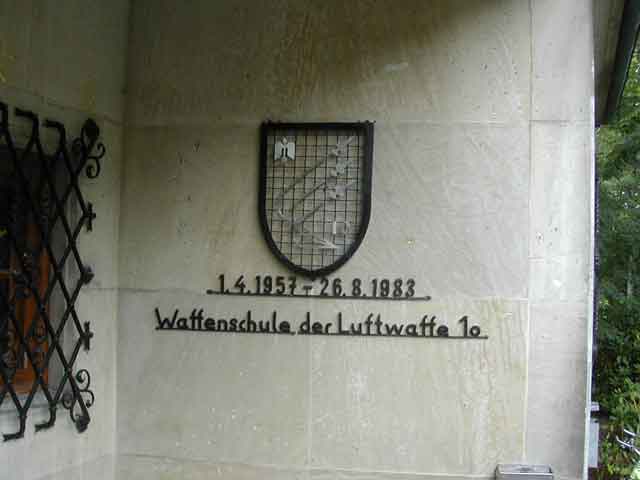 1.4.1957 - 26.8.1983
Waffenschule der Luftwaffe 10